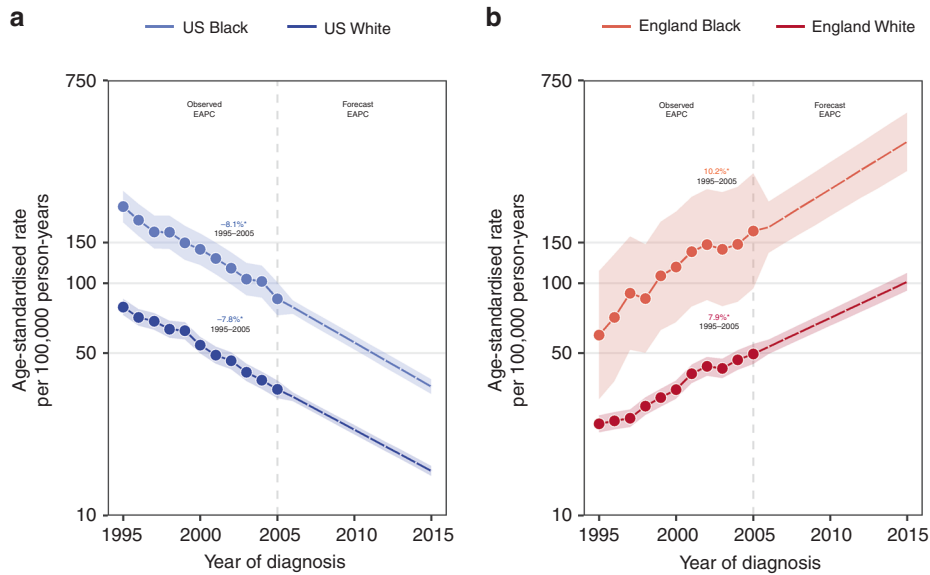 a
US Black
US White
Age-standardised rate
per 100,000 person-years
750
150
100
50
10
Observed
EAPC
Forecast
EAPC
−8.1%*
1995–2005
−7.8%*
1995–2005
1995
2000
2005
2010
2015
Year of diagnosis
b
England Black
England White
Age-standardised rate
per 100,000 person-years
750
150
100
50
10
Observed
EAPC
Forecast
EAPC
10.2%*
1995–2005
7.9%*
1995–2005
1995
2000
2005
2010
2015
Year of diagnosis